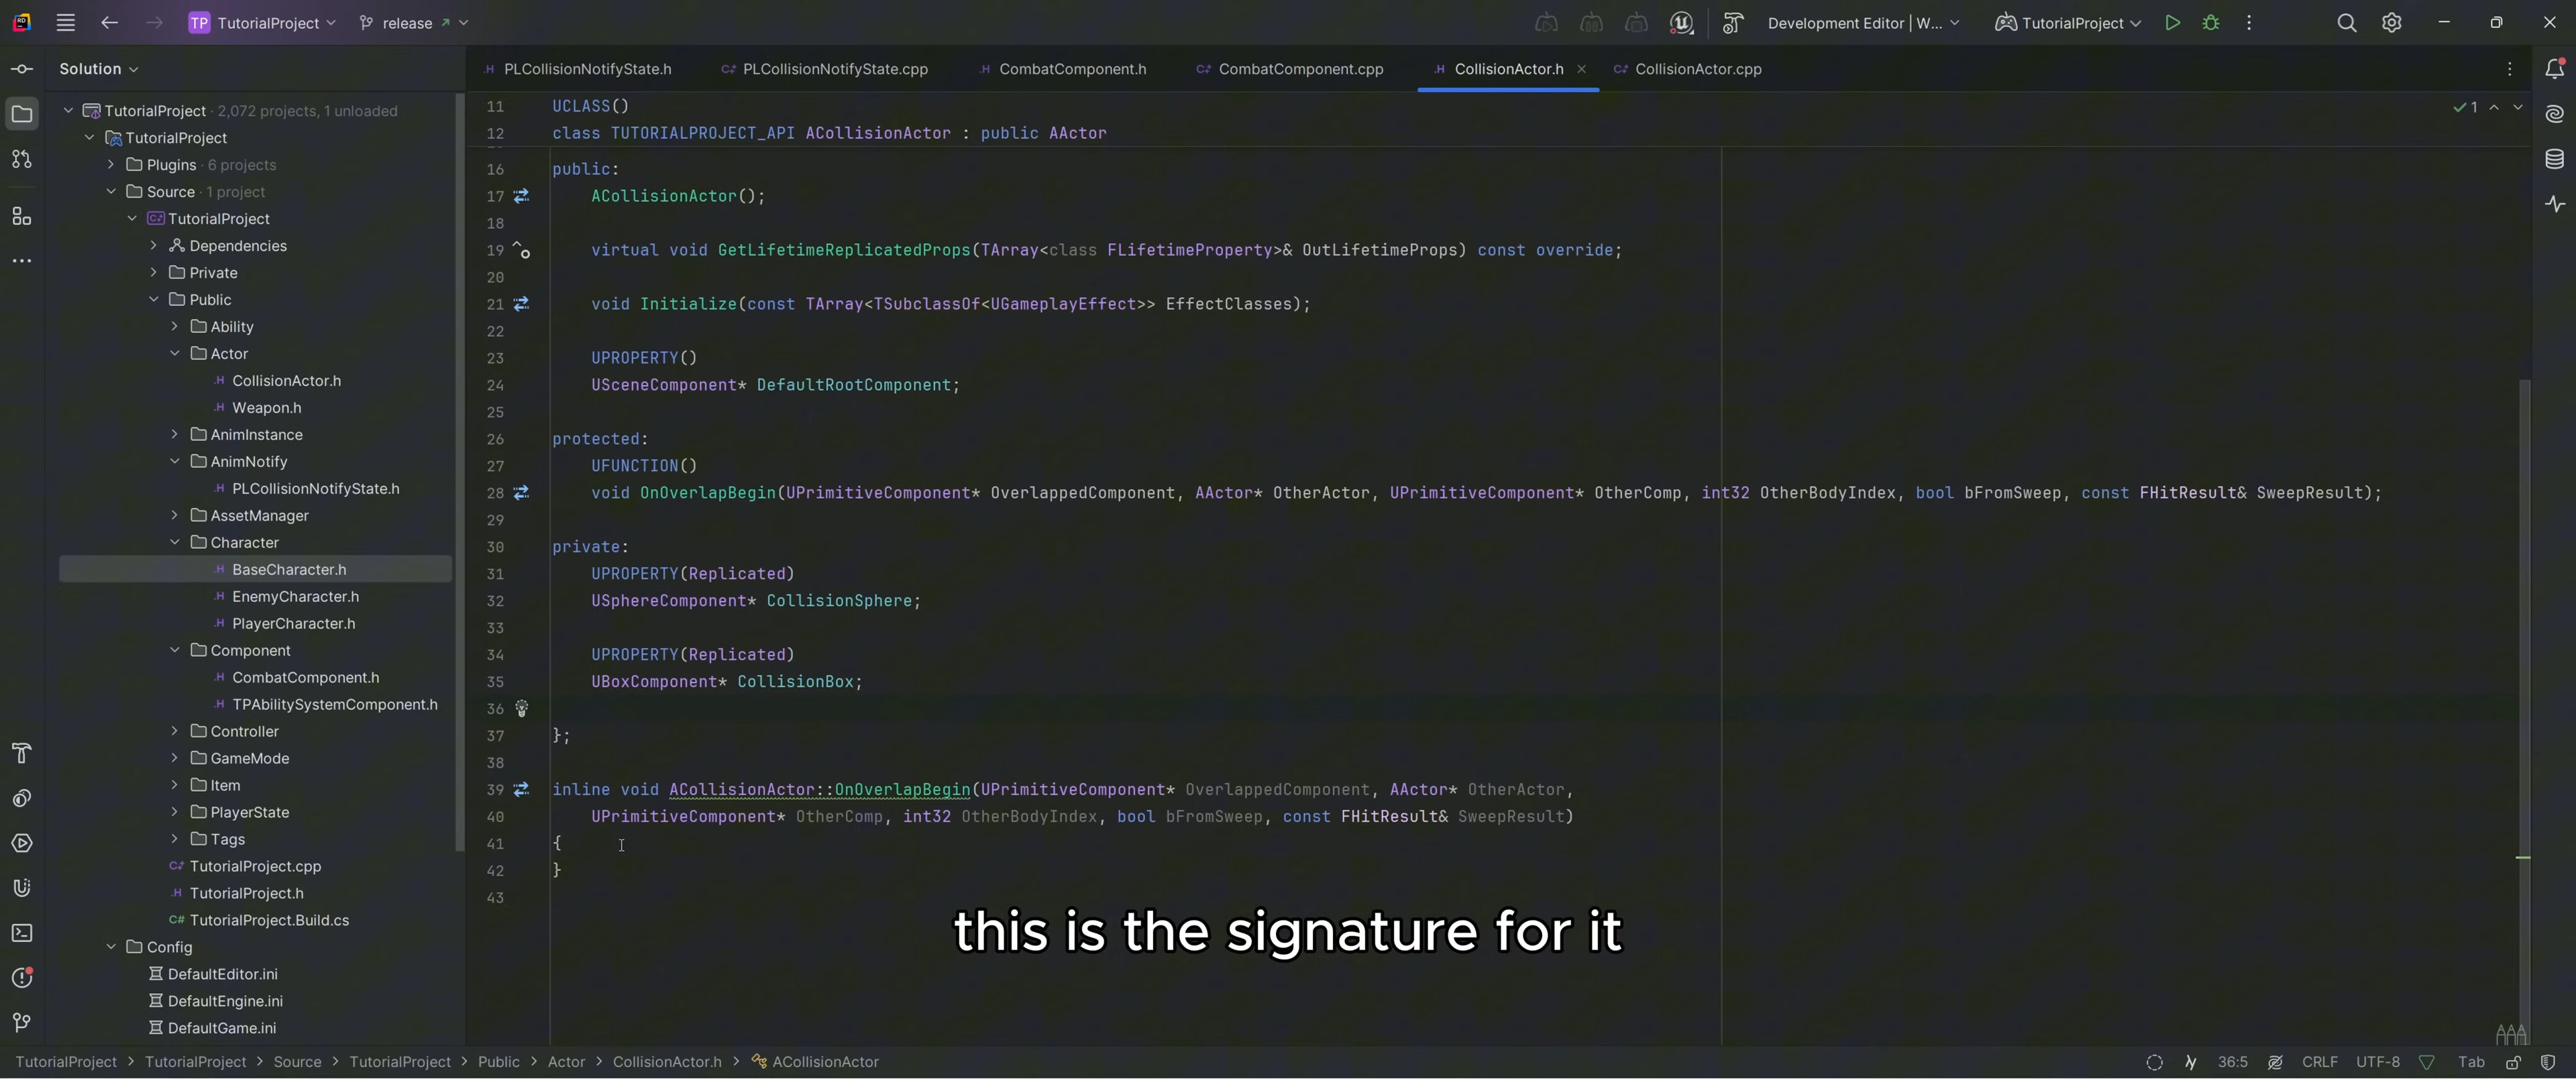 TP TutorialProject release
Development Editor | W... TutorialProject
Solution
PLCollisionNotifyState.h
PLCollisionNotifyState.cpp
CombatComponent.h
CombatComponent.cpp
CollisionActor.h
CollisionActor.cpp
TutorialProject · 2,072 projects, 1 unloaded
TutorialProject
Plugins · 6 projects
Source · 1 project
TutorialProject
Dependencies
Private
Public
Ability
Actor
CollisionActor.h
Weapon.h
AnimInstance
AnimNotify
PLCollisionNotifyState.h
AssetManager
Character
BaseCharacter.h
EnemyCharacter.h
PlayerCharacter.h
Component
CombatComponent.h
TPAbilitySystemComponent.h
Controller
GameMode
Item
PlayerState
Tags
TutorialProject.cpp
TutorialProject.h
TutorialProject.Build.cs
Config
DefaultEditor.ini
DefaultEngine.ini
DefaultGame.ini
1
11 UCLASS()
12 class TUTORIALPROJECT_API ACollisionActor : public AActor
16 public:
17 ACollisionActor();
18
19 virtual void GetLifetimeReplicatedProps(TArray<class FLifetimeProperty>& OutLifetimeProps) const override;
20
21 void Initialize(const TArray<TSubclassOf<UGameplayEffect>> EffectClasses);
22
23 UPROPERTY()
24 USceneComponent* DefaultRootComponent;
25
26 protected:
27 UFUNCTION()
28 void OnOverlapBegin(UPrimitiveComponent* OverlappedComponent, AActor* OtherActor, UPrimitiveComponent* OtherComp, int32 OtherBodyIndex, bool bFromSweep, const FHitResult& SweepResult);
29
30 private:
31 UPROPERTY(Replicated)
32 USphereComponent* CollisionSphere;
33
34 UPROPERTY(Replicated)
35 UBoxComponent* CollisionBox;
36
37 };
38
39 inline void ACollisionActor::OnOverlapBegin(UPrimitiveComponent* OverlappedComponent, AActor* OtherActor,
40 UPrimitiveComponent* OtherComp, int32 OtherBodyIndex, bool bFromSweep, const FHitResult& SweepResult)
41 {
42 }
43
this is the signature for it
TutorialProject > TutorialProject > Source > TutorialProject > Public > Actor > CollisionActor.h > ACollisionActor
36:5 CRLF UTF-8 Tab